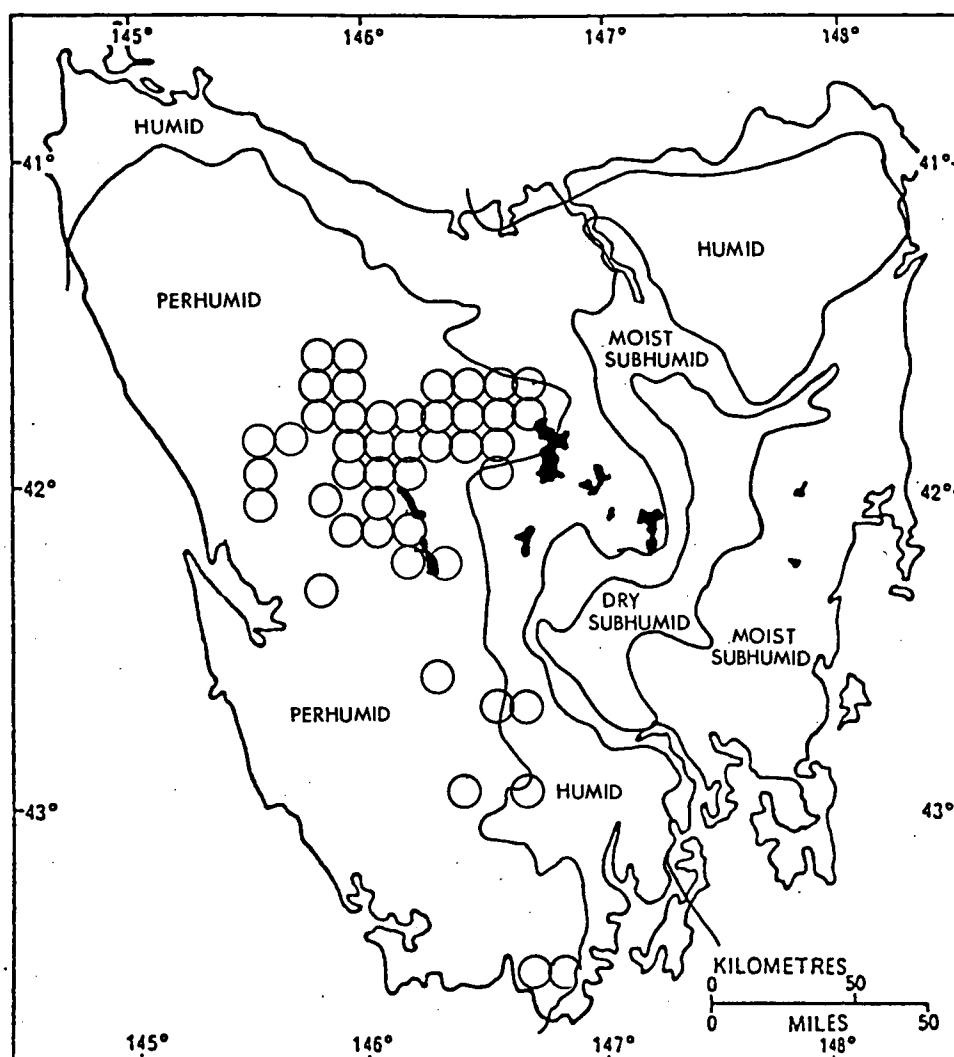 145° 146° 147° 148°
HUMID
41° 41°
HUMID
PERHUMID
MOIST
SUBHUMID
42° 42°
DRY
SUBHUMID
MOIST
SUBHUMID
PERHUMID
HUMID
43° 43°
KILOMETRES
0 50
0 50
MILES
145° 146° 147° 148°